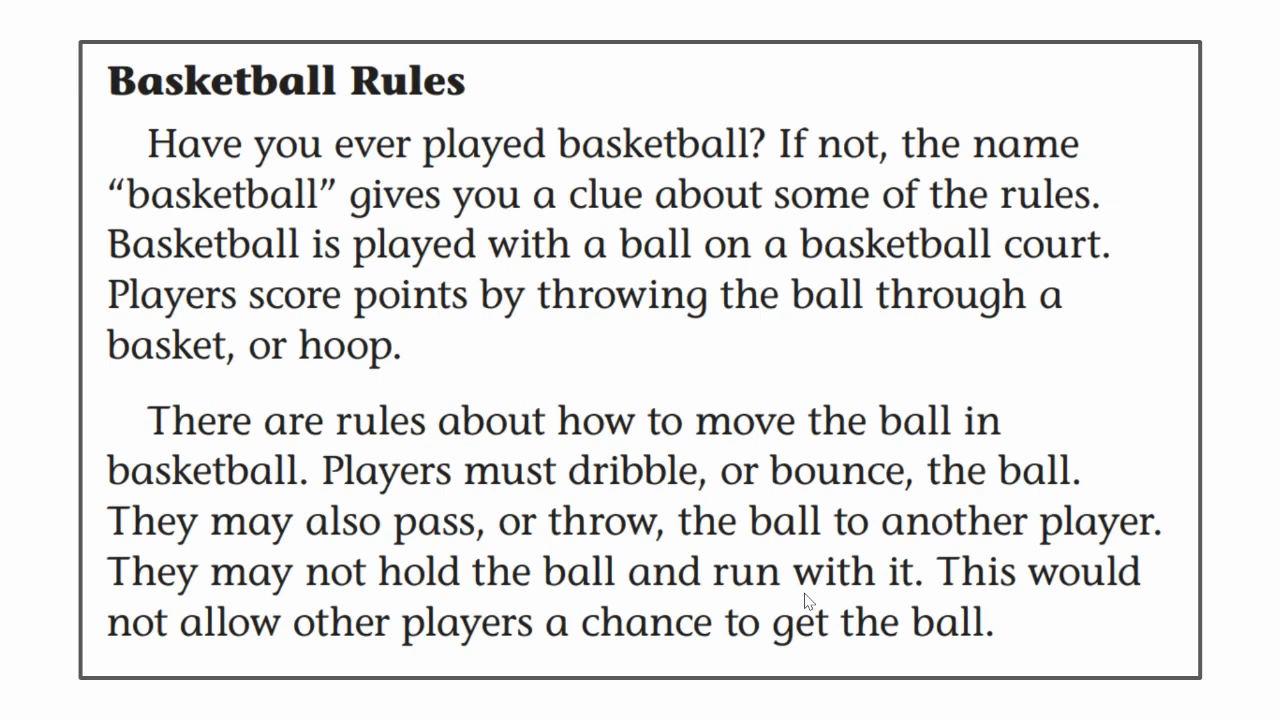 Basketball Rules
Have you ever played basketball? If not, the name
“basketball” gives you a clue about some of the rules.
Basketball is played with a ball on a basketball court.
Players score points by throwing the ball through a
basket, or hoop.
There are rules about how to move the ball in
basketball. Players must dribble, or bounce, the ball.
They may also pass, or throw, the ball to another player.
They may not hold the ball and run with it. This would
not allow other players a chance to get the ball.